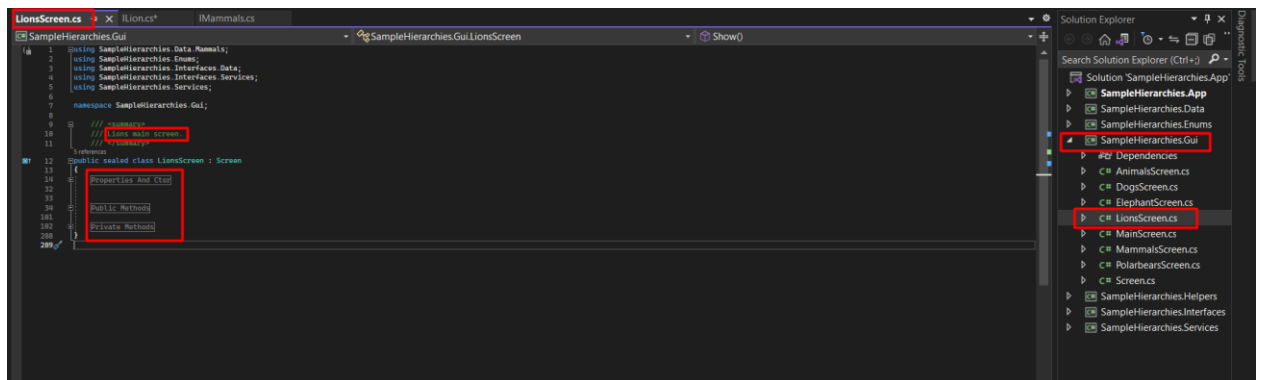 LionsScreen.cs
ILion.cs*
IMammals.cs
SampleHierarchies.Gui
SampleHierarchies.Gui.LionsScreen
Show()
1 using SampleHierarchies.Data.Mammals;
2 using SampleHierarchies.Enums;
3 using SampleHierarchies.Interfaces.Data;
4 using SampleHierarchies.Interfaces.Services;
5 using SampleHierarchies.Services;
6
7 namespace SampleHierarchies.Gui;
8
9 /// <summary>
10 /// Lions main screen.
11 /// </summary>
5 references
12 public sealed class LionsScreen : Screen
13 {
14 Properties And Ctor
32
33
34 Public Methods
101
102 Private Methods
208 }
209
Solution Explorer
Search Solution Explorer (Ctrl+;)
Solution 'SampleHierarchies.App'
SampleHierarchies.App
SampleHierarchies.Data
SampleHierarchies.Enums
SampleHierarchies.Gui
Dependencies
C# AnimalsScreen.cs
C# DogsScreen.cs
C# ElephantScreen.cs
C# LionsScreen.cs
C# MainScreen.cs
C# MammalsScreen.cs
C# PolarbearsScreen.cs
C# Screen.cs
SampleHierarchies.Helpers
SampleHierarchies.Interfaces
SampleHierarchies.Services
Diagnostic Tools